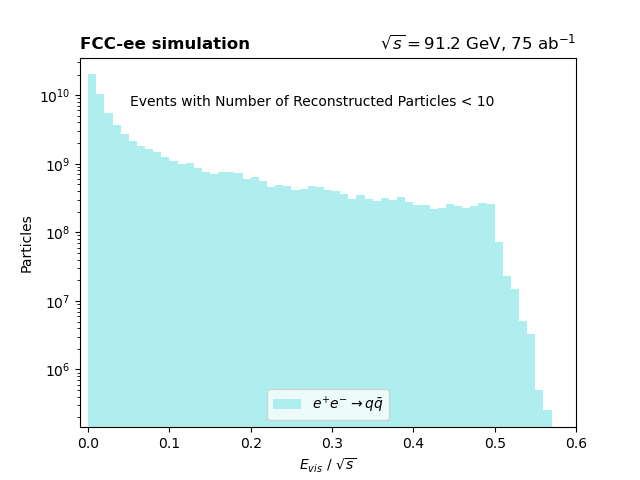 FCC-ee simulation
√s = 91.2 GeV, 75 ab⁻¹
Events with Number of Reconstructed Particles < 10
Particles
10¹⁰
10⁹
10⁸
10⁷
10⁶
e⁺e⁻ → qq̄
0.0 0.1 0.2 0.3 0.4 0.5 0.6
E_vis / √s